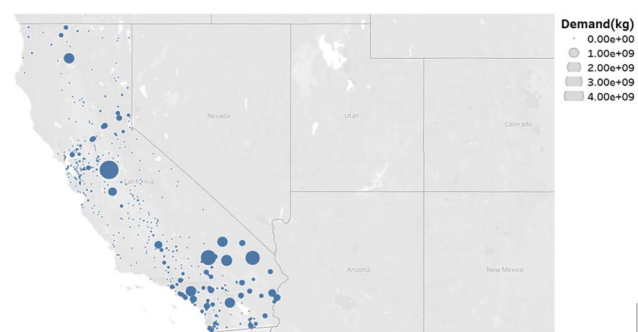 Demand(kg)
0.00e+00
1.00e+09
2.00e+09
3.00e+09
4.00e+09
Nevada
Utah
Colorado
California
Arizona
New Mexico